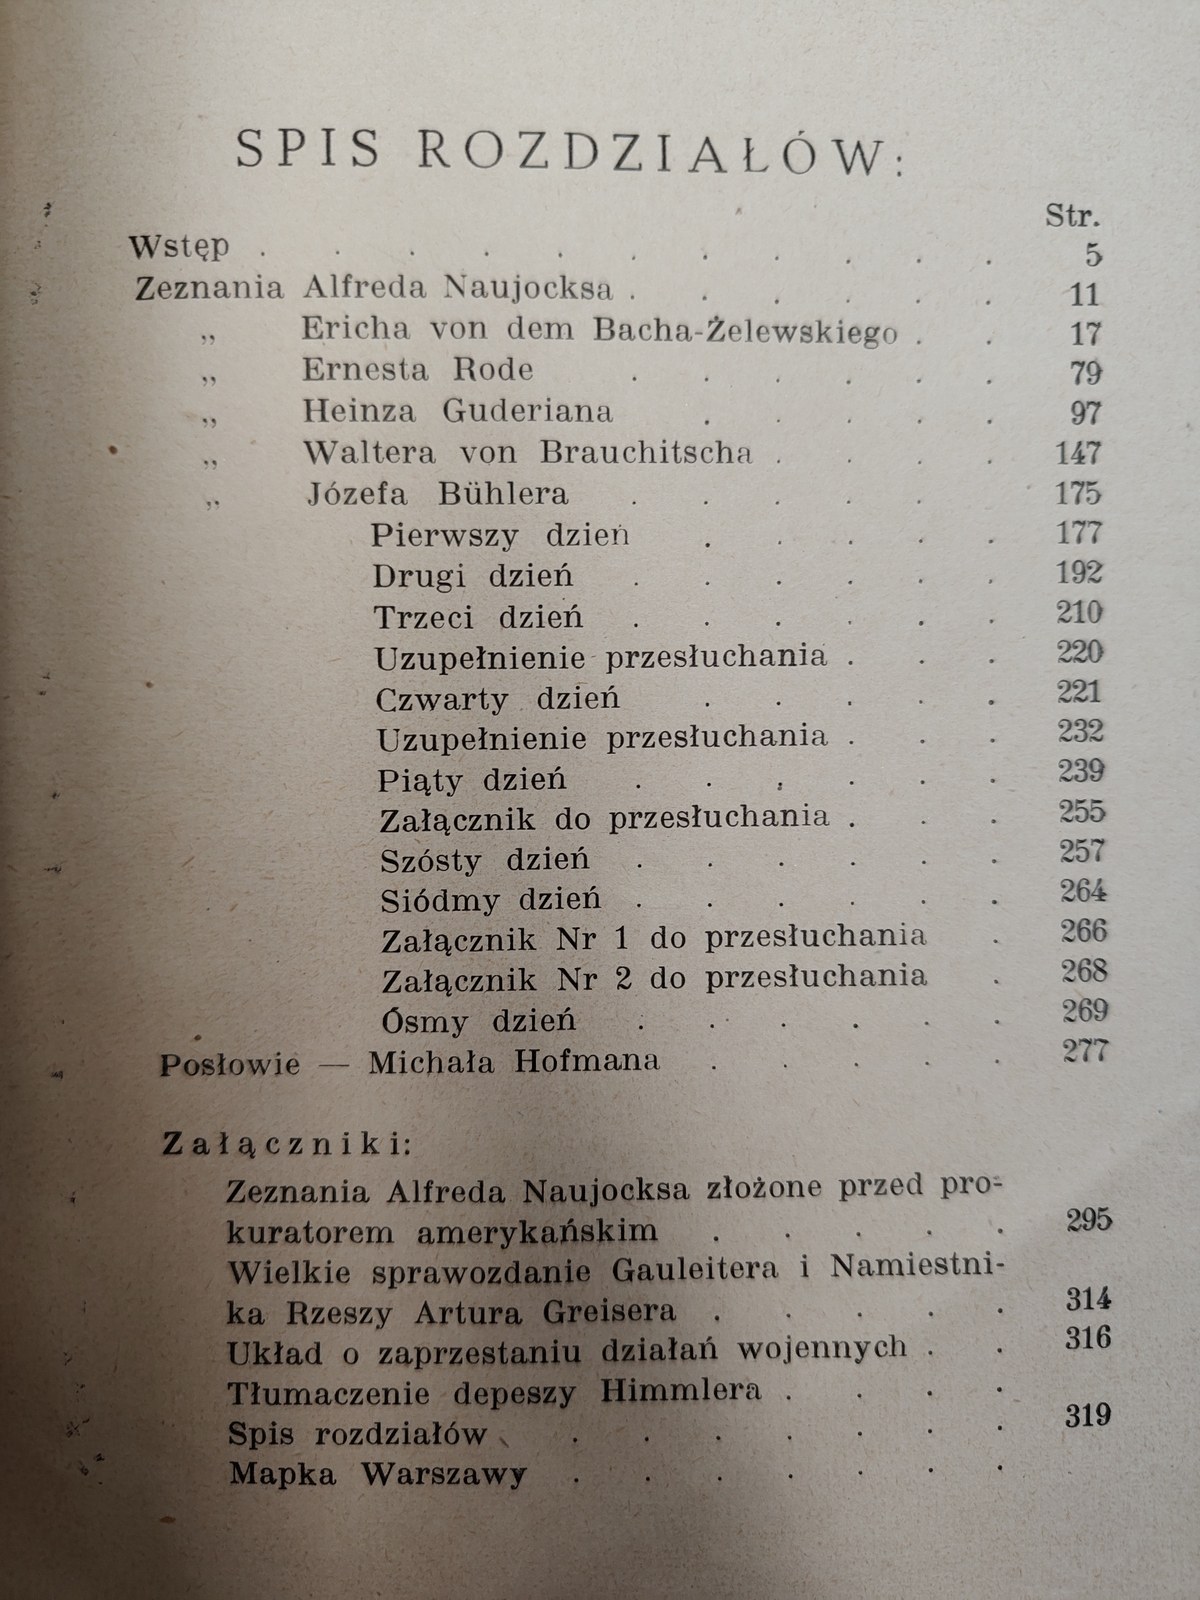 SPIS ROZDZIAŁÓW:
Str.
Wstęp . . . . . . . . . . 5
Zeznania Alfreda Naujocksa . . . . . . 11
„ Ericha von dem Bacha-Żelewskiego . . 17
„ Ernesta Rode . . . . . . 79
„ Heinza Guderiana . . . . . 97
„ Waltera von Brauchitscha . . . . 147
„ Józefa Bühlera . . . . . 175
Pierwszy dzień . . . . . 177
Drugi dzień . . . . . . 192
Trzeci dzień . . . . . . 210
Uzupełnienie przesłuchania . . . 220
Czwarty dzień . . . . . 221
Uzupełnienie przesłuchania . . . 232
Piąty dzień . . . . . . 239
Załącznik do przesłuchania . . . 255
Szósty dzień . . . . . . 257
Siódmy dzień . . . . . . 264
Załącznik Nr 1 do przesłuchania . 266
Załącznik Nr 2 do przesłuchania . 268
Ósmy dzień . . . . . . 269
Posłowie — Michała Hofmana . . . . . 277
Załączniki:
Zeznania Alfreda Naujocksa złożone przed pro-
kuratorem amerykańskim . . . . . 295
Wielkie sprawozdanie Gauleitera i Namiestni-
ka Rzeszy Artura Greisera . . . . . 314
Układ o zaprzestaniu działań wojennych . . 316
Tłumaczenie depeszy Himmlera . . . .
Spis rozdziałów . . . . . . . 319
Mapka Warszawy . . . . . . .